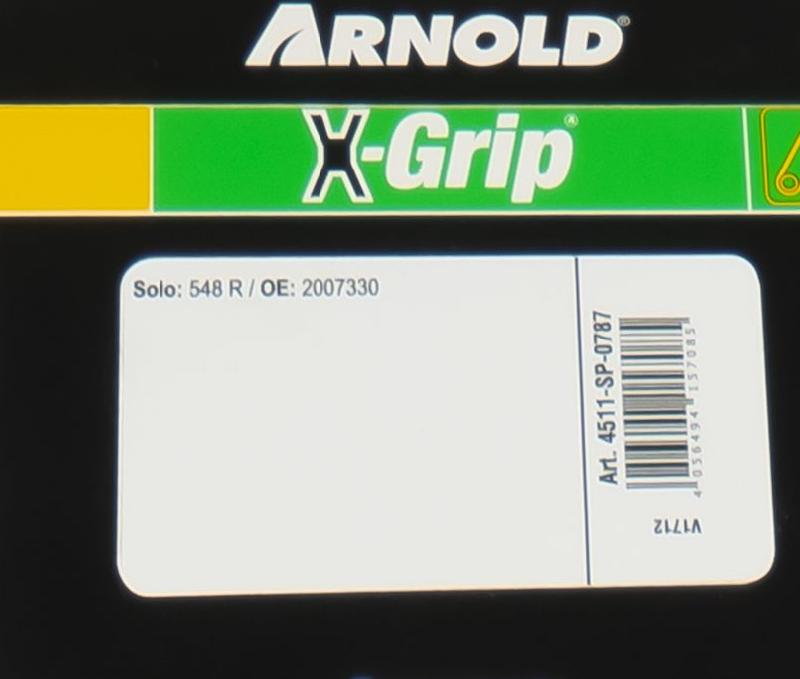 ARNOLD®
X-Grip®
Solo: 548 R / OE: 2007330
Art. 4511-SP-0787
4 056494 157085
V1712